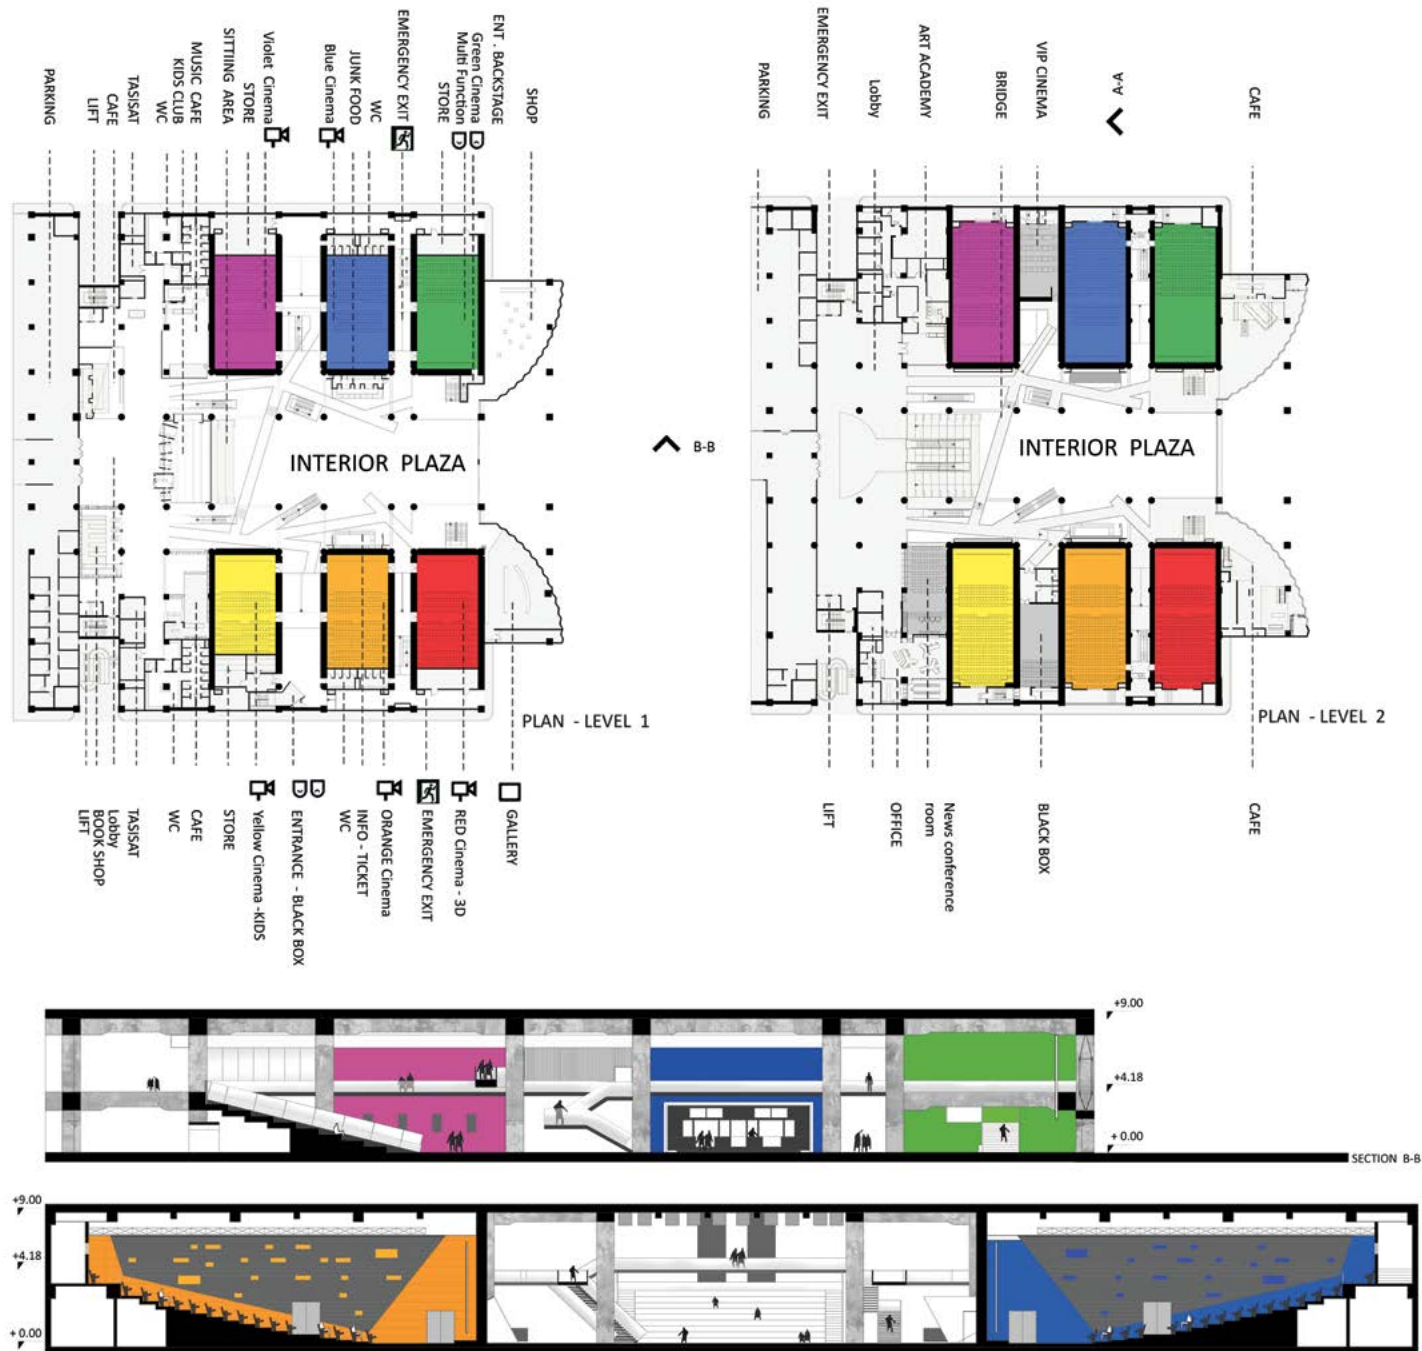 PARKING
LIFT
CAFE
TASISAT
WC
KIDS CLUB
MUSIC CAFE
SITTIING AREA
STORE
Violet Cinema
Blue Cinema
JUNK FOOD
WC
EMERGENCY EXIT
STORE
Multi Function
Green Cinema
ENT . BACKSTAGE
SHOP
INTERIOR PLAZA
PLAN - LEVEL 1
LIFT
BOOK SHOP
Lobby
TASISAT
WC
CAFE
STORE
Yellow Cinema -KIDS
ENTRANCE - BLACK BOX
WC
INFO - TICKET
ORANGE Cinema
EMERGENCY EXIT
RED Cinema - 3D
GALLERY
B-B
PARKING
EMERGENCY EXIT
Lobby
ART ACADEMY
BRIDGE
VIP CINEMA
A-A
CAFE
INTERIOR PLAZA
PLAN - LEVEL 2
LIFT
OFFICE
News conference
room
BLACK BOX
CAFE
+9.00
+4.18
+ 0.00
SECTION B-B
+9.00
+4.18
+ 0.00